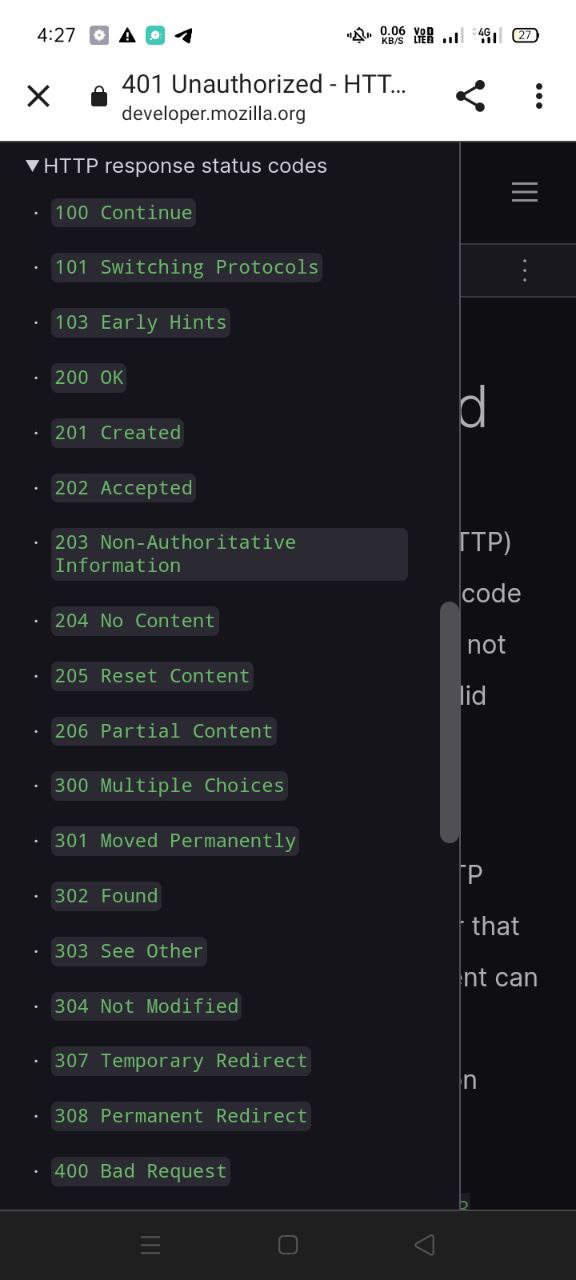 4:27
0.06
KB/S
VoD
LTE2
4G
27
401 Unauthorized - HTT...
developer.mozilla.org
▼HTTP response status codes
100 Continue
101 Switching Protocols
103 Early Hints
200 OK
201 Created
202 Accepted
203 Non-Authoritative
Information
204 No Content
205 Reset Content
206 Partial Content
300 Multiple Choices
301 Moved Permanently
302 Found
303 See Other
304 Not Modified
307 Temporary Redirect
308 Permanent Redirect
400 Bad Request
d
TTP)
code
not
lid
TP
that
ent can
n